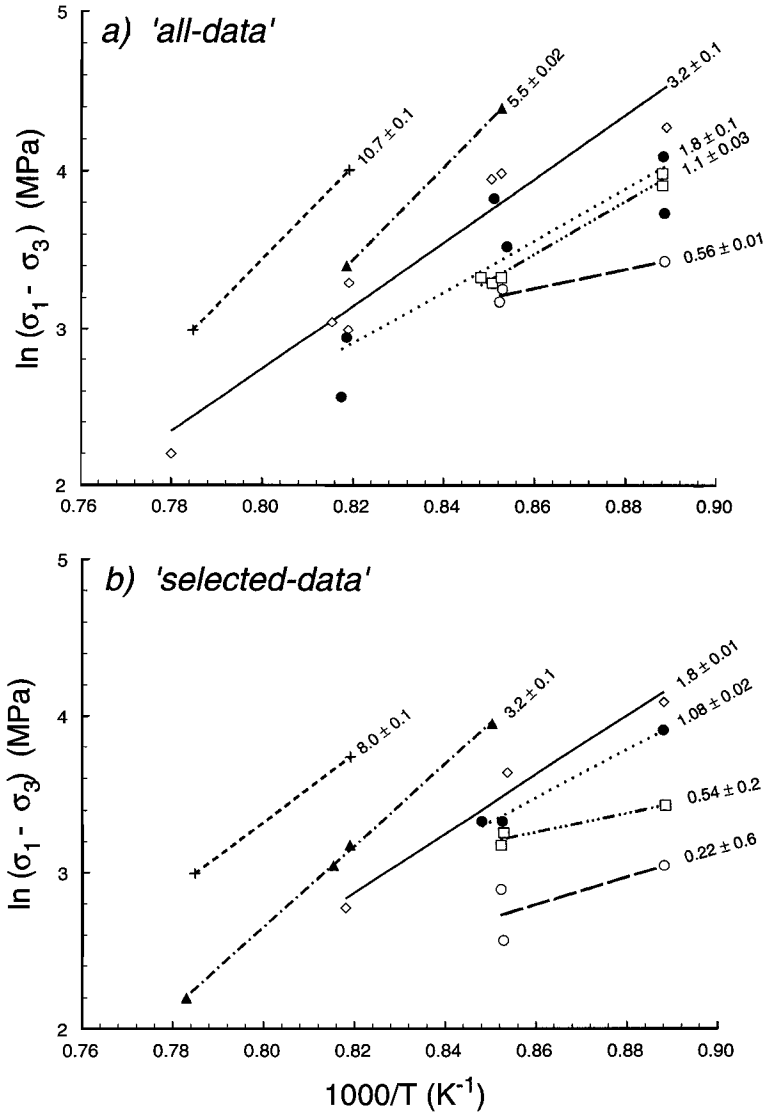 a) 'all-data'
5
4
3
2
ln (σ1 - σ3) (MPa)
10.7 ± 0.1
5.5 ± 0.02
3.2 ± 0.1
1.8 ± 0.1
1.1 ± 0.03
0.56 ± 0.01
0.76 0.78 0.80 0.82 0.84 0.86 0.88 0.90
b) 'selected-data'
5
4
3
2
ln (σ1 - σ3) (MPa)
8.0 ± 0.1
3.2 ± 0.1
1.8 ± 0.01
1.08 ± 0.02
0.54 ± 0.2
0.22 ± 0.6
0.76 0.78 0.80 0.82 0.84 0.86 0.88 0.90
1000/T (K-1)